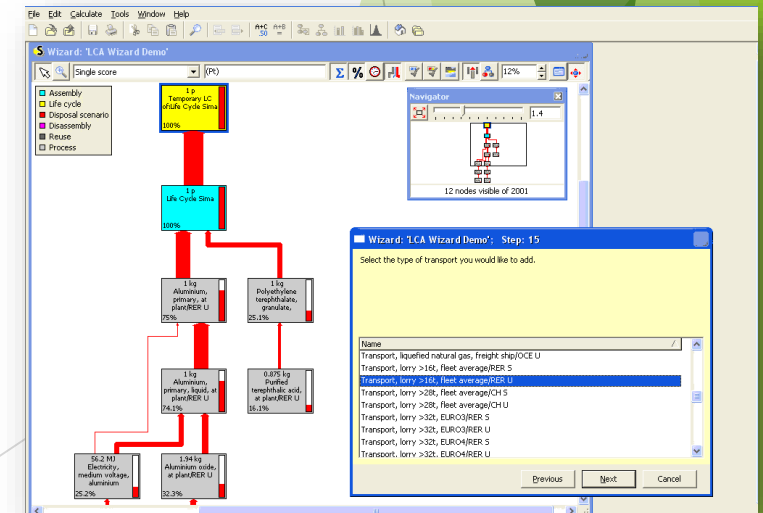 File Edit Calculate Tools Window Help
A+C .50 A+B =
S Wizard: 'LCA Wizard Demo'
Single score (Pt) Σ % 12%
Assembly
Life cycle
Disposal scenario
Disassembly
Reuse
Process
1 p
Temporary LC
of Life Cycle Sima
100%
Navigator
1.4
12 nodes visible of 2001
1 p
Life Cycle Sima
100%
1 kg
Aluminium,
primary, at
plant/RER U
75%
1 kg
Polyethylene
terephthalate,
granulate,
25.1%
1 kg
Aluminium,
primary, liquid, at
plant/RER U
74.1%
0.875 kg
Purified
terephthalic acid,
at plant/RER U
16.1%
56.2 MJ
Electricity,
medium voltage,
aluminium
25.2%
1.94 kg
Aluminium oxide,
at plant/RER U
32.3%
Wizard: 'LCA Wizard Demo'; Step: 15
Select the type of transport you would like to add.
Name /
Transport, liquefied natural gas, freight ship/OCE U
Transport, lorry >16t, fleet average/RER S
Transport, lorry >16t, fleet average/RER U
Transport, lorry >28t, fleet average/CH S
Transport, lorry >28t, fleet average/CH U
Transport, lorry >32t, EURO3/RER S
Transport, lorry >32t, EURO3/RER U
Transport, lorry >32t, EURO4/RER S
Transport, lorry >32t, EURO4/RER U
Previous Next Cancel